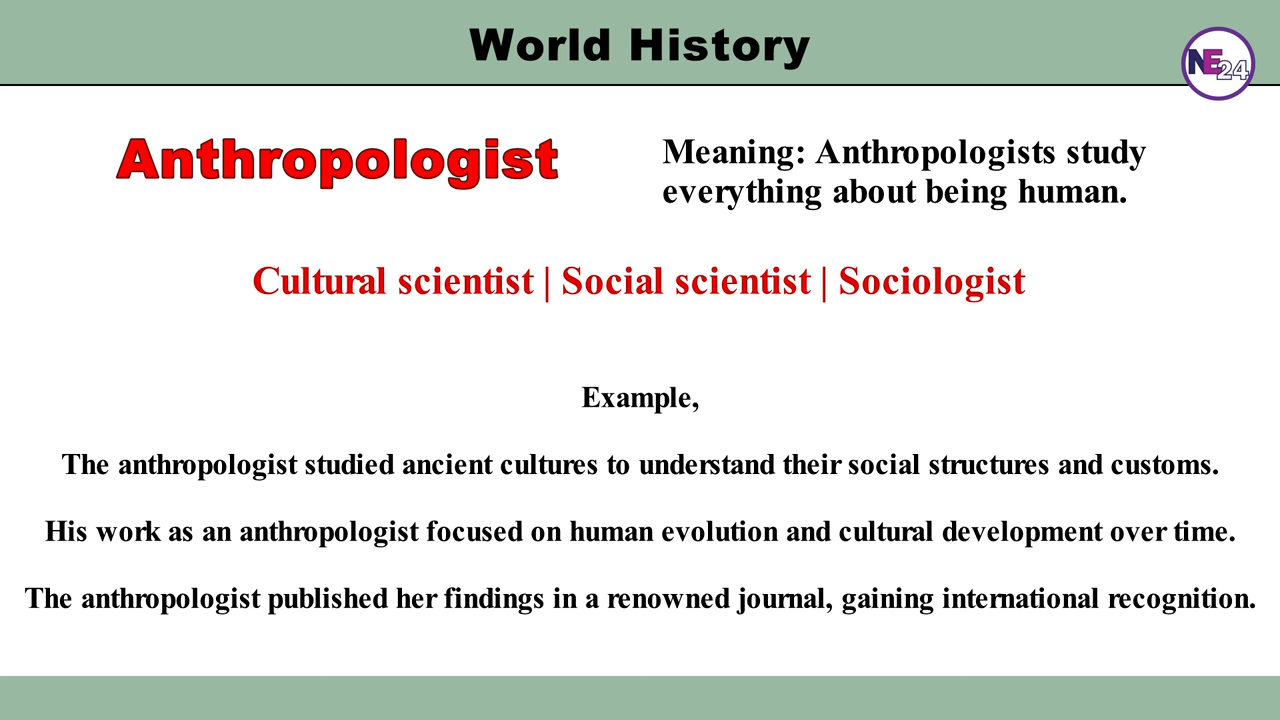 World History
NE24
Anthropologist
Meaning: Anthropologists study
everything about being human.
Cultural scientist | Social scientist | Sociologist
Example,
The anthropologist studied ancient cultures to understand their social structures and customs.
His work as an anthropologist focused on human evolution and cultural development over time.
The anthropologist published her findings in a renowned journal, gaining international recognition.